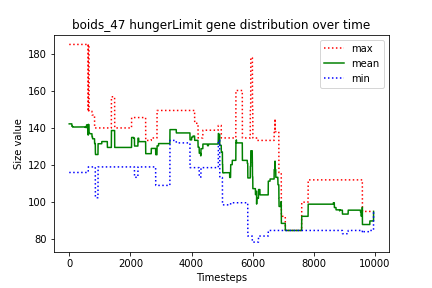 boids_47 hungerLimit gene distribution over time
max
mean
min
Size value
180
160
140
120
100
80
0
2000
4000
6000
8000
10000
Timesteps